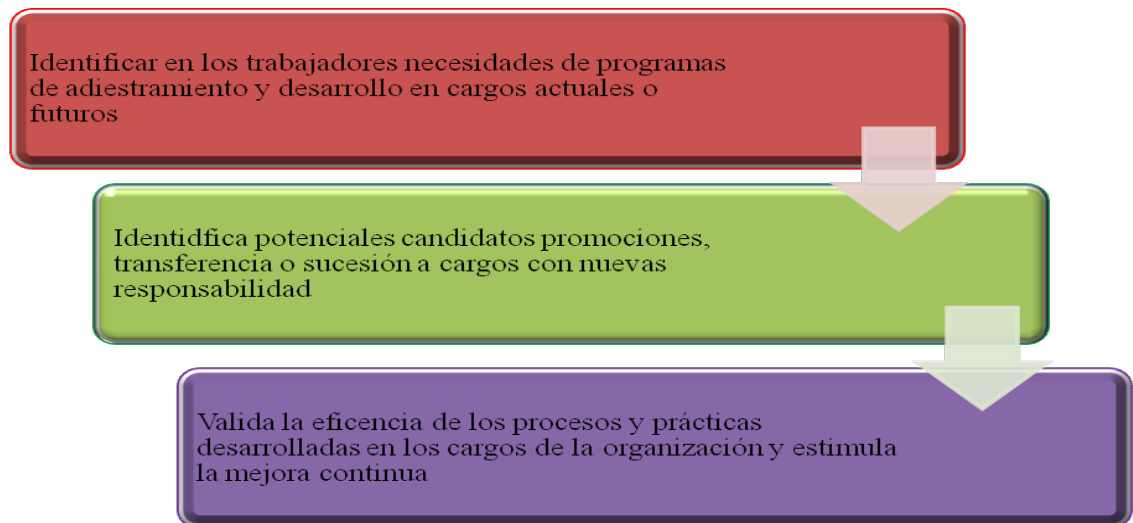 Identificar en los trabajadores necesidades de programas
de adiestramiento y desarrollo en cargos actuales o
futuros
Identidfica potenciales candidatos promociones,
transferencia o sucesión a cargos con nuevas
responsabilidad
Valida la eficencia de los procesos y prácticas
desarrolladas en los cargos de la organización y estimula
la mejora continua